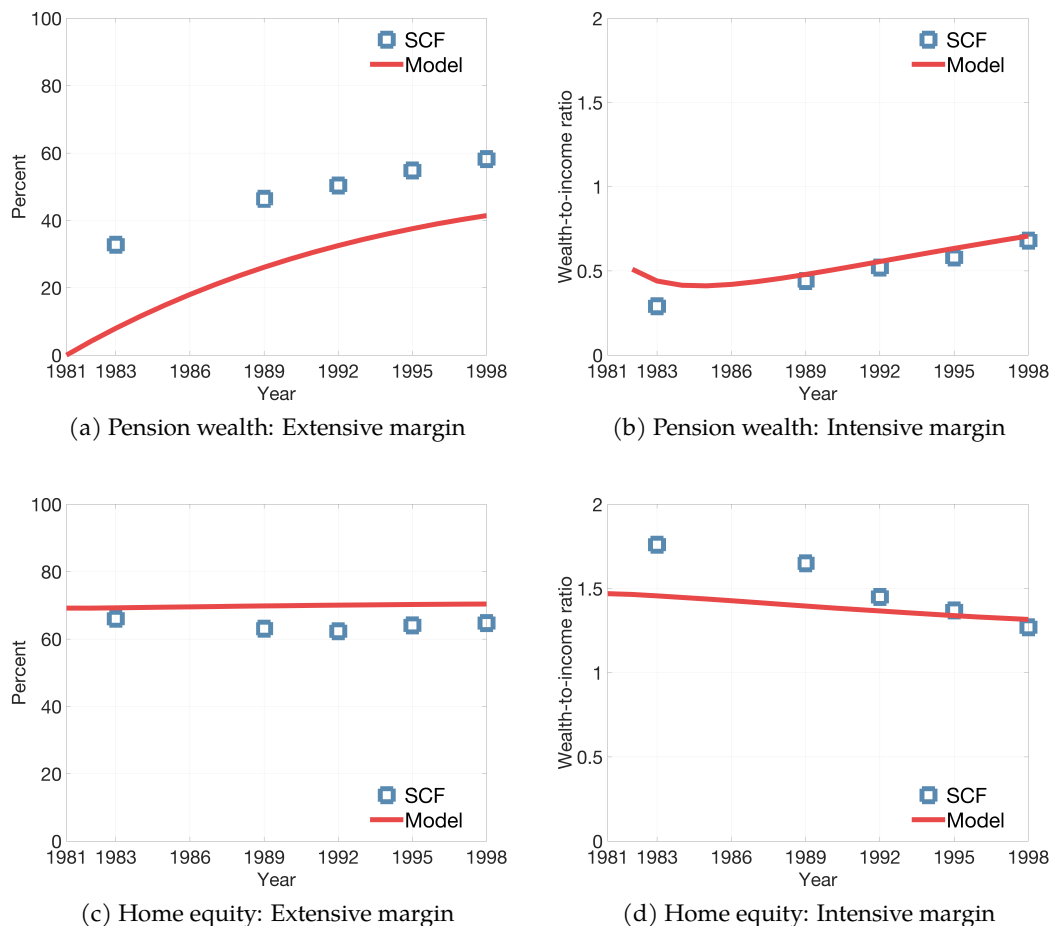 100
80
60
40
20
0
Percent
SCF
Model
1981 1983 1986 1989 1992 1995 1998
Year
(a) Pension wealth: Extensive margin
2
1.5
1
0.5
0
Wealth-to-income ratio
SCF
Model
1981 1983 1986 1989 1992 1995 1998
Year
(b) Pension wealth: Intensive margin
100
80
60
40
20
0
Percent
SCF
Model
1981 1983 1986 1989 1992 1995 1998
Year
(c) Home equity: Extensive margin
2
1.5
1
0.5
0
Wealth-to-income ratio
SCF
Model
1981 1983 1986 1989 1992 1995 1998
Year
(d) Home equity: Intensive margin